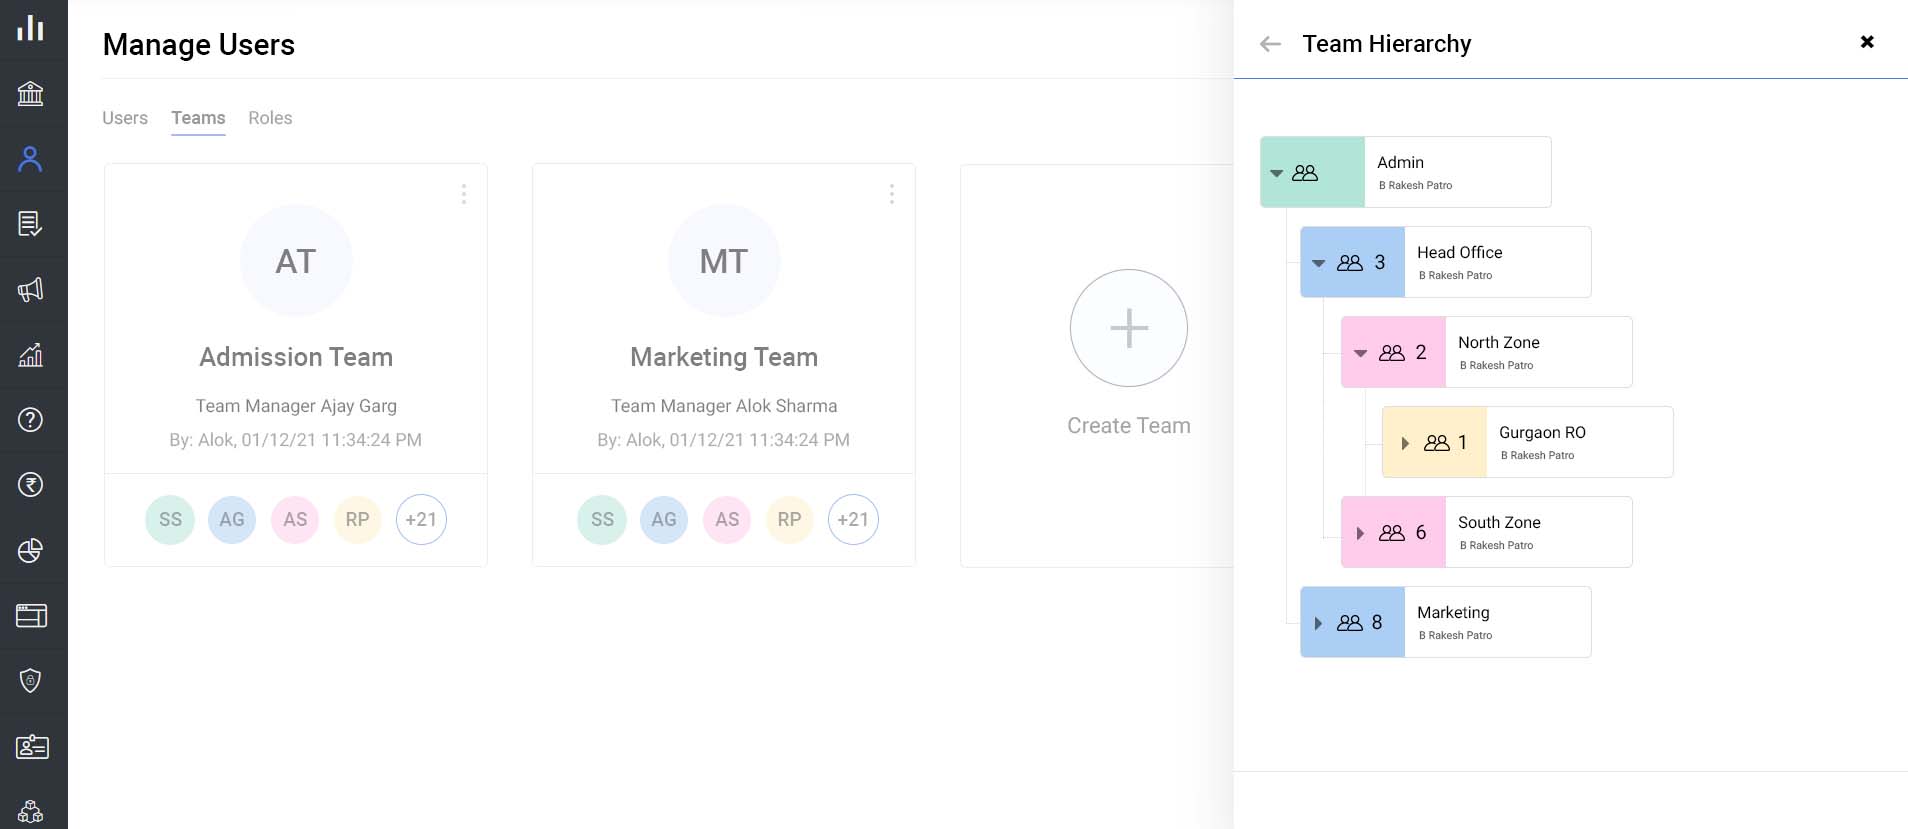 Manage Users
Users Teams Roles
AT
Admission Team
Team Manager Ajay Garg
By: Alok, 01/12/21 11:34:24 PM
SS AG AS RP +21
MT
Marketing Team
Team Manager Alok Sharma
By: Alok, 01/12/21 11:34:24 PM
SS AG AS RP +21
Create Team
Team Hierarchy
Admin
B Rakesh Patro
3 Head Office
B Rakesh Patro
2 North Zone
B Rakesh Patro
1 Gurgaon RO
B Rakesh Patro
6 South Zone
B Rakesh Patro
8 Marketing
B Rakesh Patro